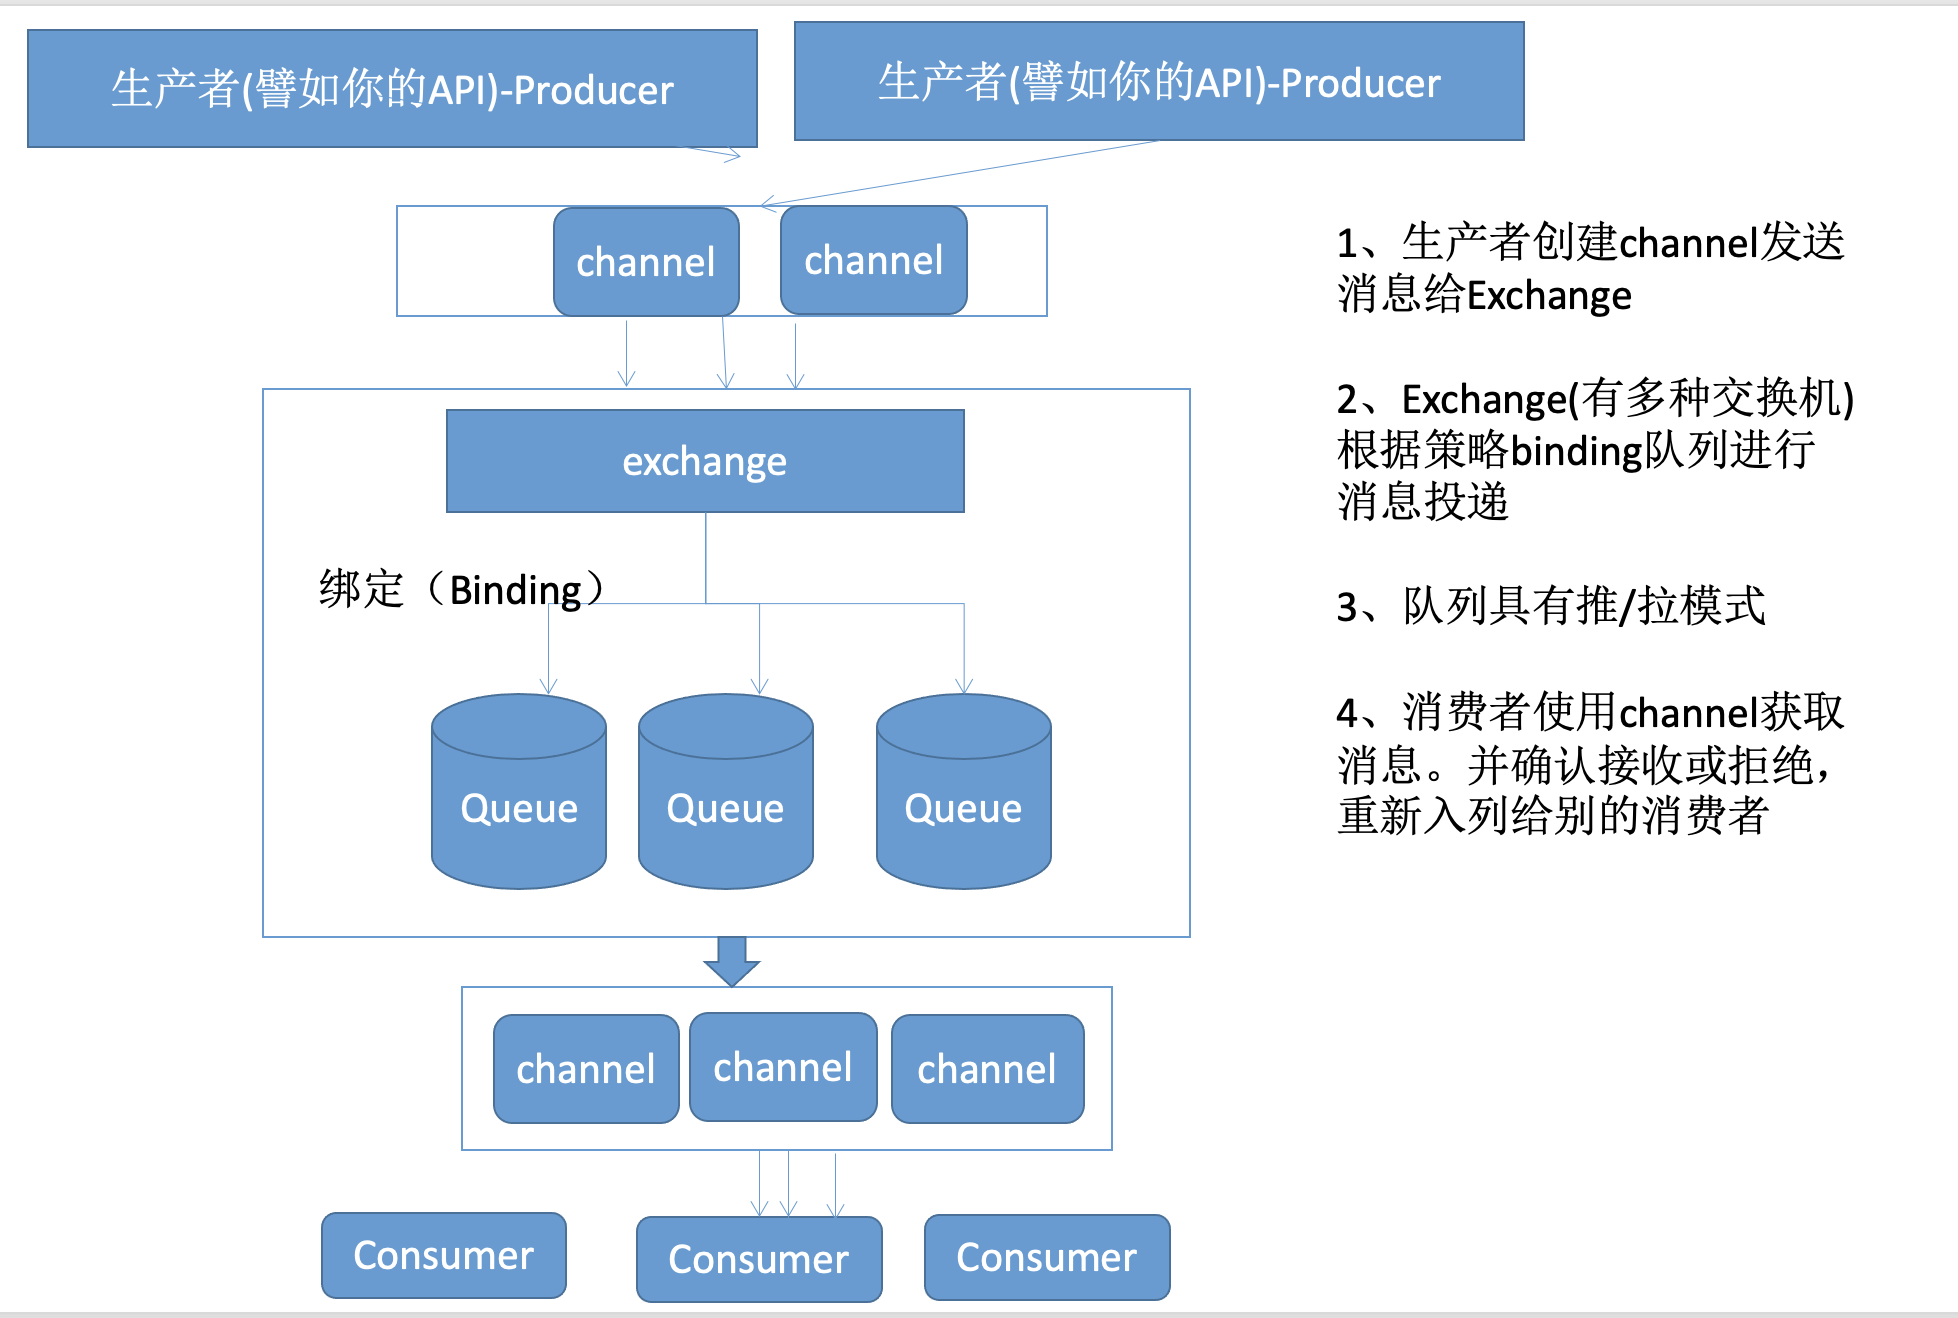 生产者(譬如你的API)-Producer
生产者(譬如你的API)-Producer
channel
channel
exchange
绑定（Binding）
Queue
Queue
Queue
channel
channel
channel
Consumer
Consumer
Consumer
1、生产者创建channel发送
消息给Exchange
2、Exchange(有多种交换机)
根据策略binding队列进行
消息投递
3、队列具有推/拉模式
4、消费者使用channel获取
消息。并确认接收或拒绝，
重新入列给别的消费者